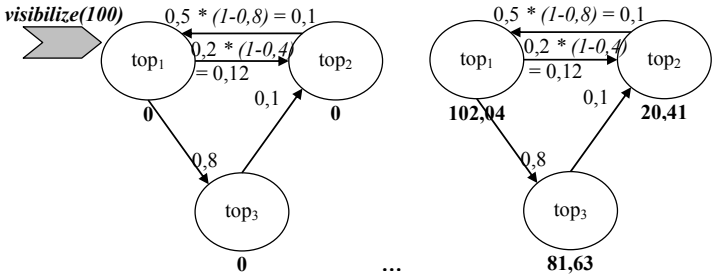 visibilize(100)
0,5 * (1-0,8) = 0,1
top₁
0,2 * (1-0,4)
= 0,12
top₂
0
0
0,8
0,1
top₃
0
...
0,5 * (1-0,8) = 0,1
top₁
0,2 * (1-0,4)
= 0,12
top₂
102,04
20,41
0,8
0,1
top₃
81,63